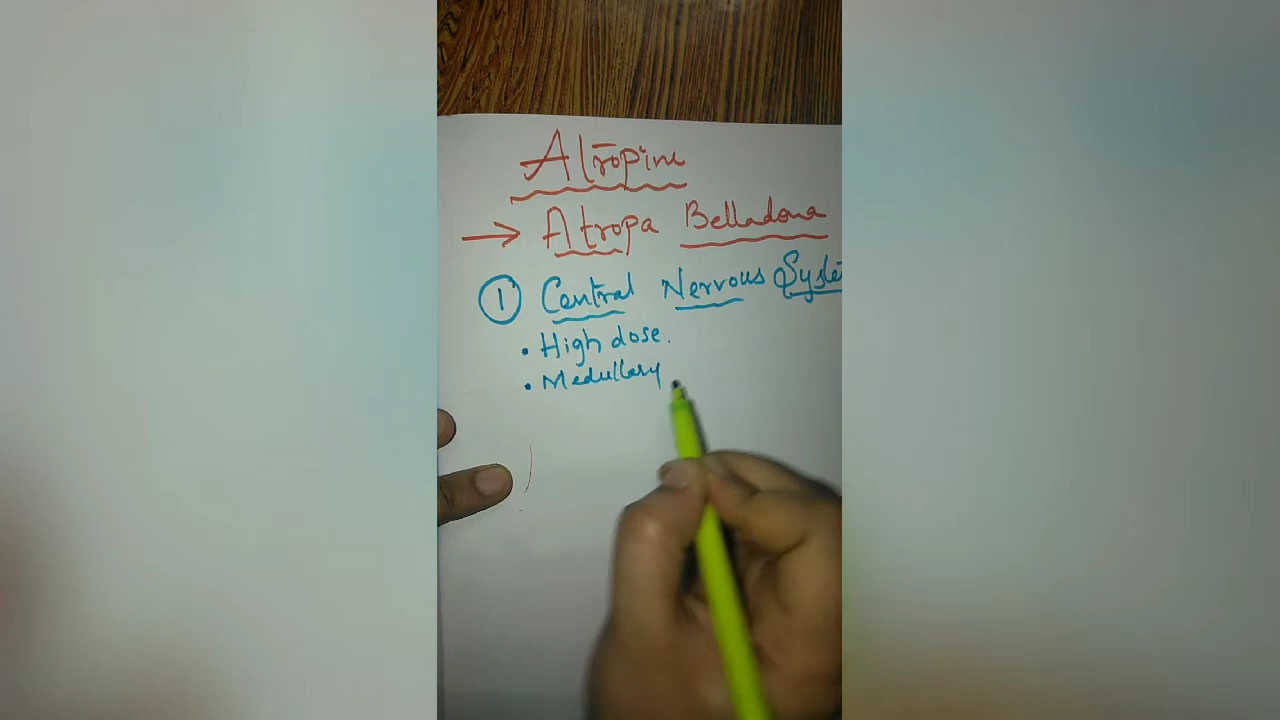 Atropine
→ Atropa Belladona
① Central Nervous Syste
• High dose.
• Medullary